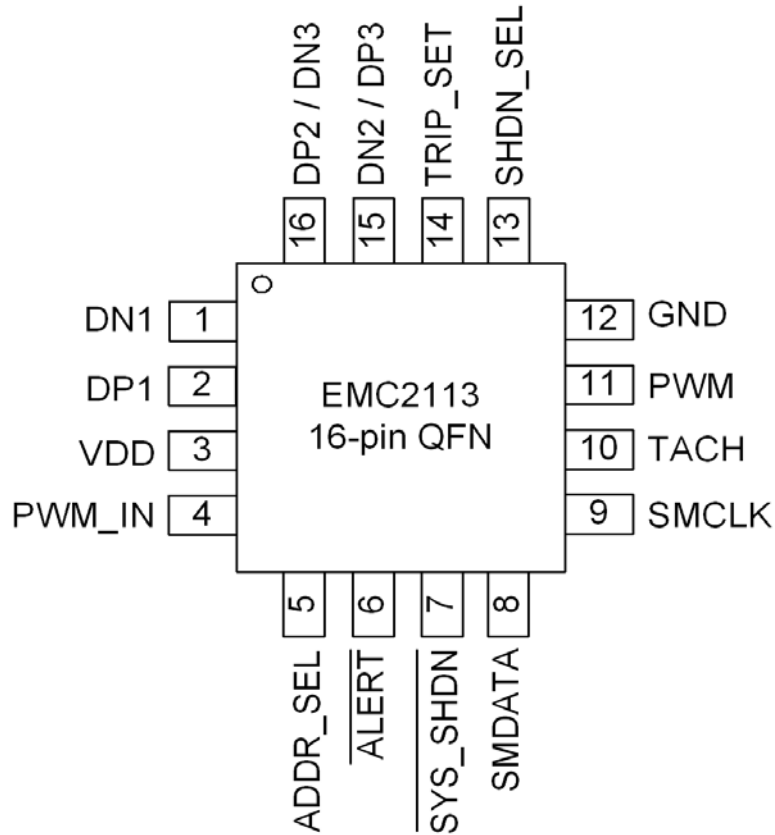 DP2 / DN3
DN2 / DP3
TRIP_SET
SHDN_SEL
16
15
14
13
DN1 1
DP1 2
VDD 3
PWM_IN 4
EMC2113
16-pin QFN
12 GND
11 PWM
10 TACH
9 SMCLK
5
6
7
8
ADDR_SEL
ALERT
SYS_SHDN
SMDATA